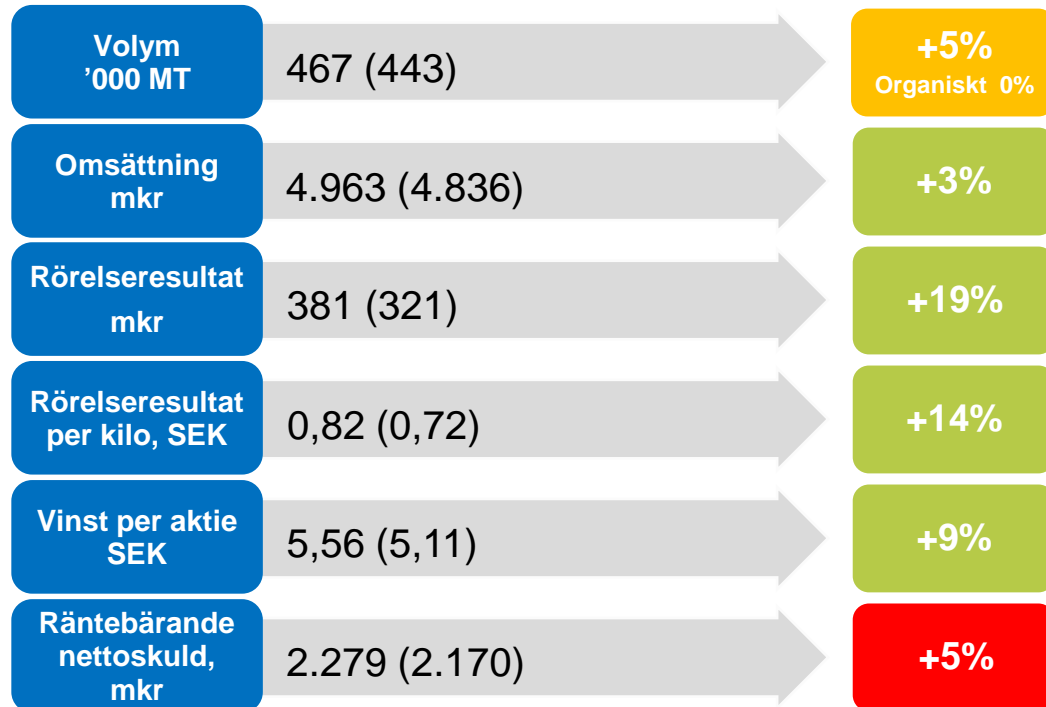 Volym
’000 MT
467 (443)
+5%
Organiskt 0%
Omsättning
mkr
4.963 (4.836)
+3%
Rörelseresultat
mkr
381 (321)
+19%
Rörelseresultat
per kilo, SEK
0,82 (0,72)
+14%
Vinst per aktie
SEK
5,56 (5,11)
+9%
Räntebärande
nettoskuld,
mkr
2.279 (2.170)
+5%